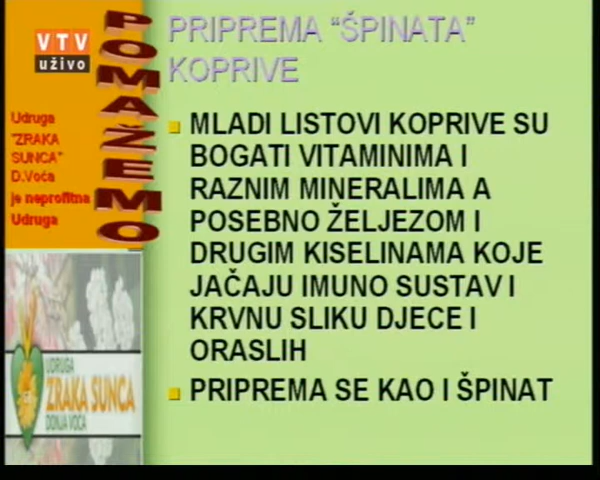 VTV
uživo
POMAŽEMO
Udruga
"ZRAKA
SUNCA"
D.Voća
je neprofitna
Udruga
UDRUGA
ZRAKA SUNCA
DONJA VOĆA
PRIPREMA “ŠPINATA”
KOPRIVE
MLADI LISTOVI KOPRIVE SU
BOGATI VITAMINIMA I
RAZNIM MINERALIMA A
POSEBNO ŽELJEZOM I
DRUGIM KISELINAMA KOJE
JAČAJU IMUNO SUSTAV I
KRVNU SLIKU DJECE I
ORASLIH
PRIPREMA SE KAO I ŠPINAT